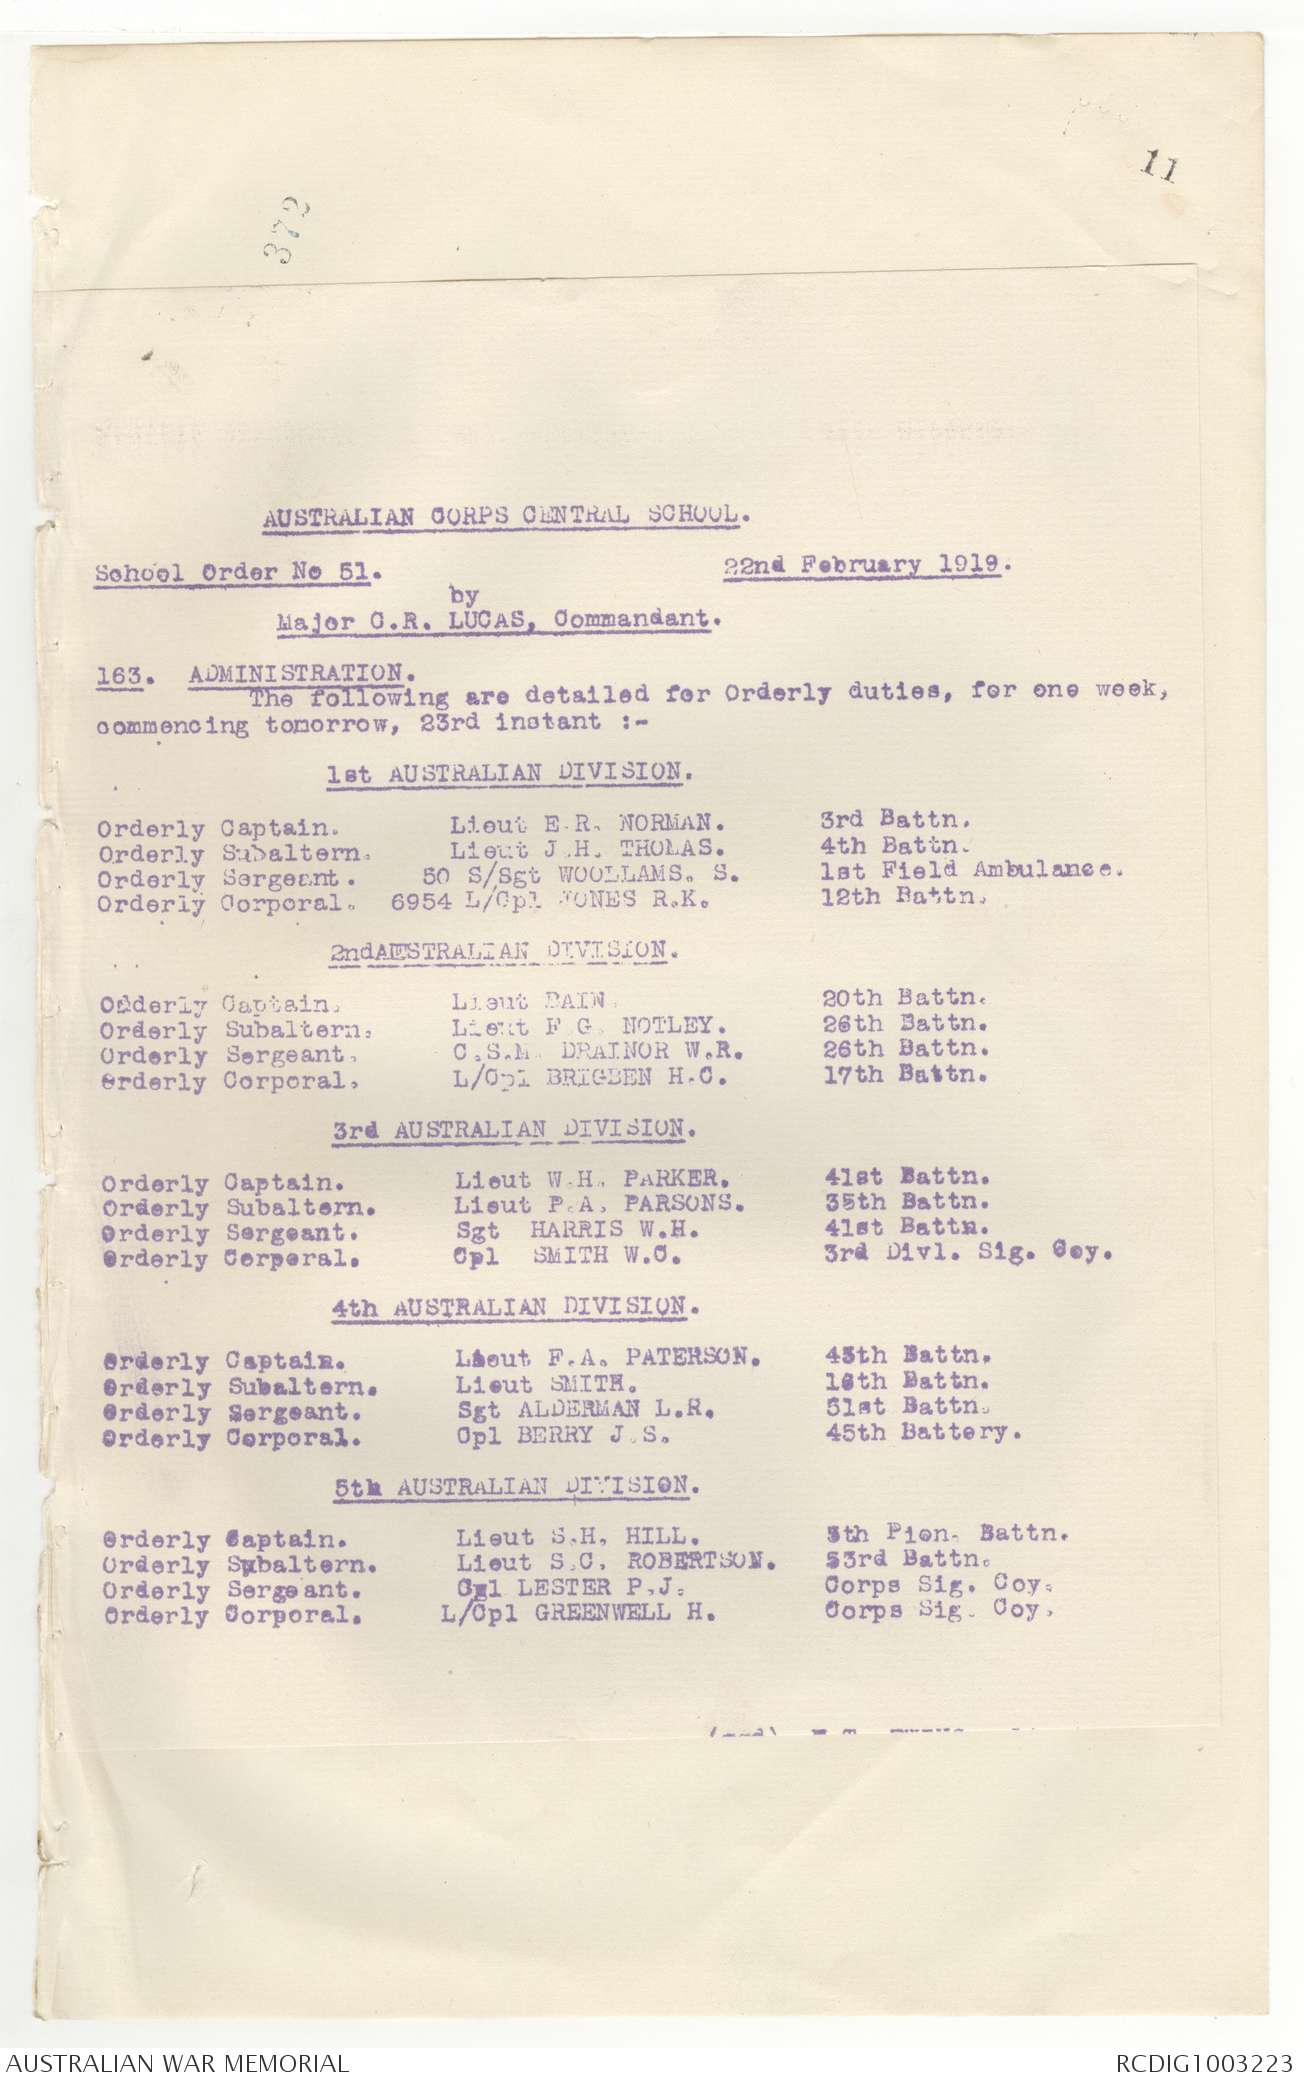 11
372
AUSTRALIAN CORPS CENTRAL SCHOOL.
School Order No 51. 22nd February 1919.
by
Major C.R. LUCAS, Commandant.
163. ADMINISTRATION.
The following are detailed for Orderly duties, for one week,
commencing tomorrow, 23rd instant :-
1st AUSTRALIAN DIVISION.
Orderly Captain. Lieut E.R. NORMAN. 3rd Battn.
Orderly Subaltern. Lieut J.H. THOMAS. 4th Battn.
Orderly Sergeant. 50 S/Sgt WOOLLAMS. S. 1st Field Ambulance.
Orderly Corporal. 6954 L/Cpl JONES R.K. 12th Battn.
2nd AUSTRALIAN DIVISION.
Orderly Captain. Lieut BAIN. 20th Battn.
Orderly Subaltern. Lieut F.G. NOTLEY. 26th Battn.
Orderly Sergeant. C.S.M. DRAINOR W.R. 26th Battn.
Orderly Corporal. L/Cpl BRIGDEN H.C. 17th Battn.
3rd AUSTRALIAN DIVISION.
Orderly Captain. Lieut W.H. PARKER. 41st Battn.
Orderly Subaltern. Lieut P.A. PARSONS. 35th Battn.
Orderly Sergeant. Sgt HARRIS W.H. 41st Battn.
Orderly Corporal. Cpl SMITH W.C. 3rd Divl. Sig. Coy.
4th AUSTRALIAN DIVISION.
Orderly Captain. Lieut F.A. PATERSON. 45th Battn.
Orderly Subaltern. Lieut SMITH. 16th Battn.
Orderly Sergeant. Sgt ALDERMAN L.R. 51st Battn.
Orderly Corporal. Cpl BERRY J.S. 45th Battery.
5th AUSTRALIAN DIVISION.
Orderly Captain. Lieut S.H. HILL. 5th Pion. Battn.
Orderly Subaltern. Lieut S.C. ROBERTSON. 53rd Battn.
Orderly Sergeant. Cpl LESTER P.J. Corps Sig. Coy.
Orderly Corporal. L/Cpl GREENWELL H. Corps Sig. Coy.
AUSTRALIAN WAR MEMORIAL RCDIG1003223